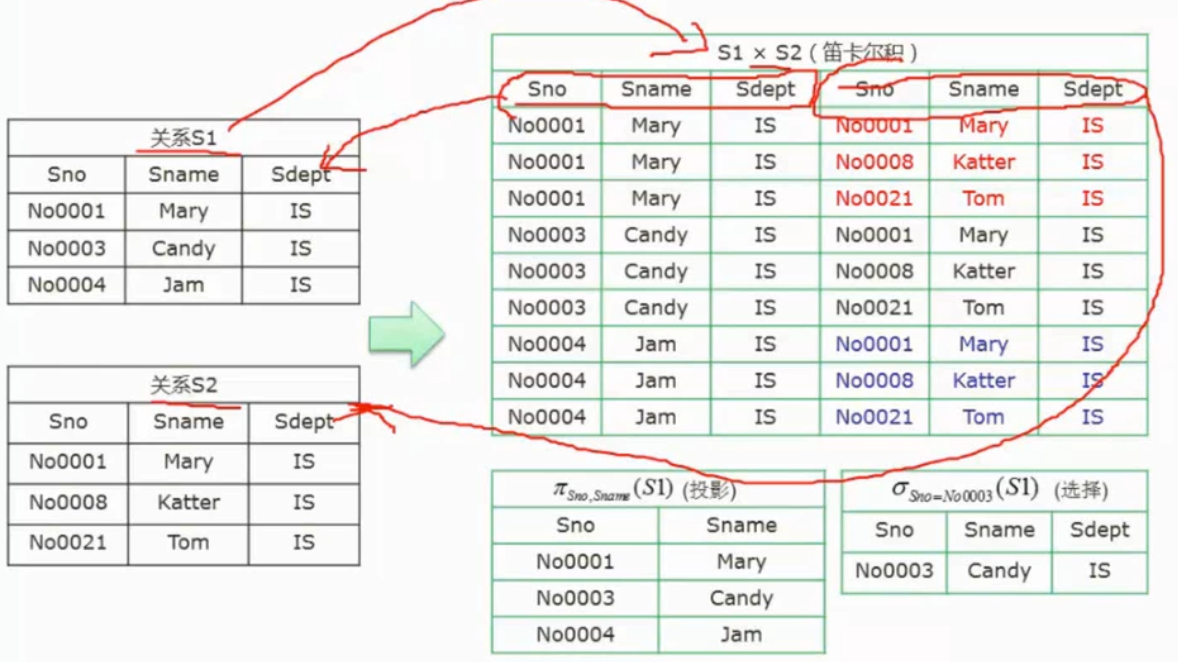 关系S1
Sno Sname Sdept
No0001 Mary IS
No0003 Candy IS
No0004 Jam IS
关系S2
Sno Sname Sdept
No0001 Mary IS
No0008 Katter IS
No0021 Tom IS
S1 × S2 ( 笛卡尔积 )
Sno Sname Sdept Sno Sname Sdept
No0001 Mary IS No0001 Mary IS
No0001 Mary IS No0008 Katter IS
No0001 Mary IS No0021 Tom IS
No0003 Candy IS No0001 Mary IS
No0003 Candy IS No0008 Katter IS
No0003 Candy IS No0021 Tom IS
No0004 Jam IS No0001 Mary IS
No0004 Jam IS No0008 Katter IS
No0004 Jam IS No0021 Tom IS
π Sno,Sname (S1) (投影)
Sno Sname
No0001 Mary
No0003 Candy
No0004 Jam
σ Sno=No0003 (S1) (选择)
Sno Sname Sdept
No0003 Candy IS